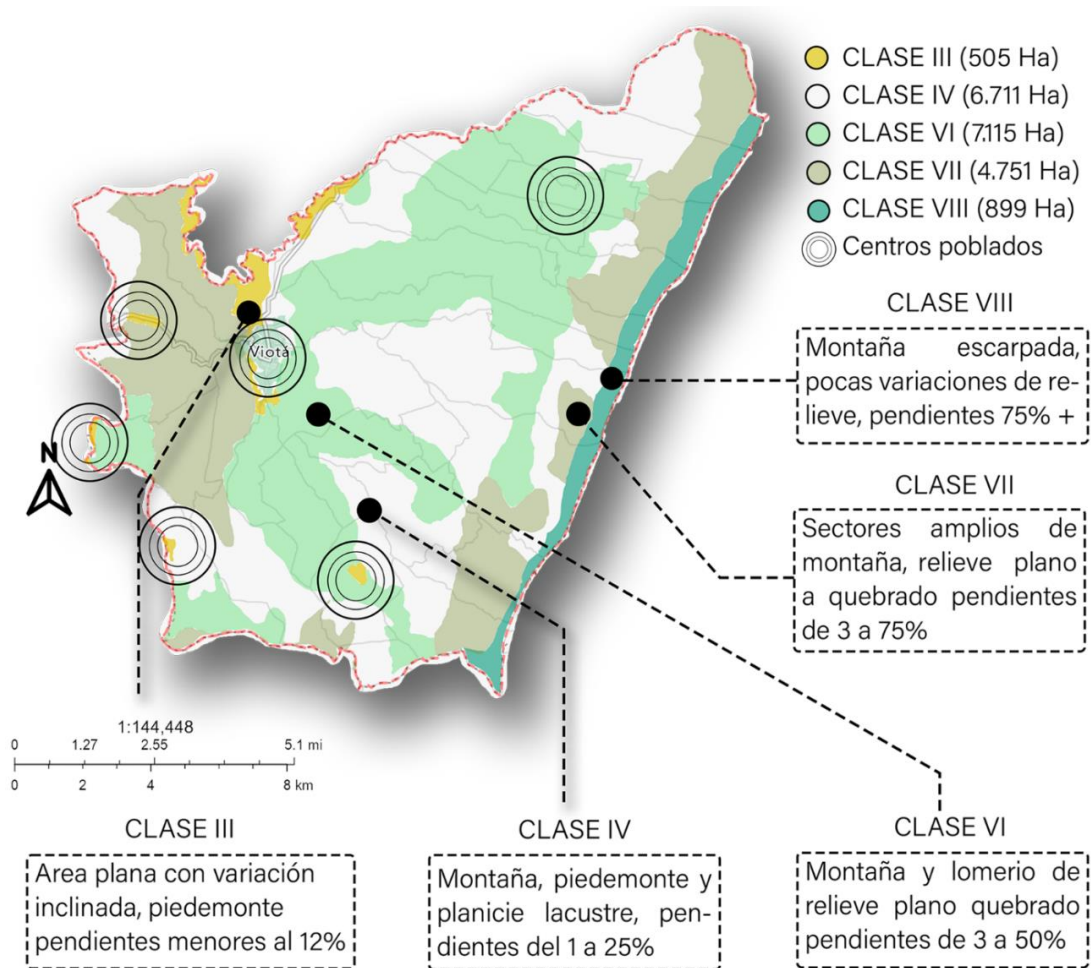 CLASE III (505 Ha)
CLASE IV (6.711 Ha)
CLASE VI (7.115 Ha)
CLASE VII (4.751 Ha)
CLASE VIII (899 Ha)
Centros poblados
Viotá
N
CLASE VIII
Montaña escarpada,
pocas variaciones de re-
lieve, pendientes 75% +
CLASE VII
Sectores amplios de
montaña, relieve plano
a quebrado pendientes
de 3 a 75%
1:144,448
0 1.27 2.55 5.1 mi
0 2 4 8 km
CLASE III
Area plana con variación
inclinada, piedemonte
pendientes menores al 12%
CLASE IV
Montaña, piedemonte y
planicie lacustre, pen-
dientes del 1 a 25%
CLASE VI
Montaña y lomerio de
relieve plano quebrado
pendientes de 3 a 50%